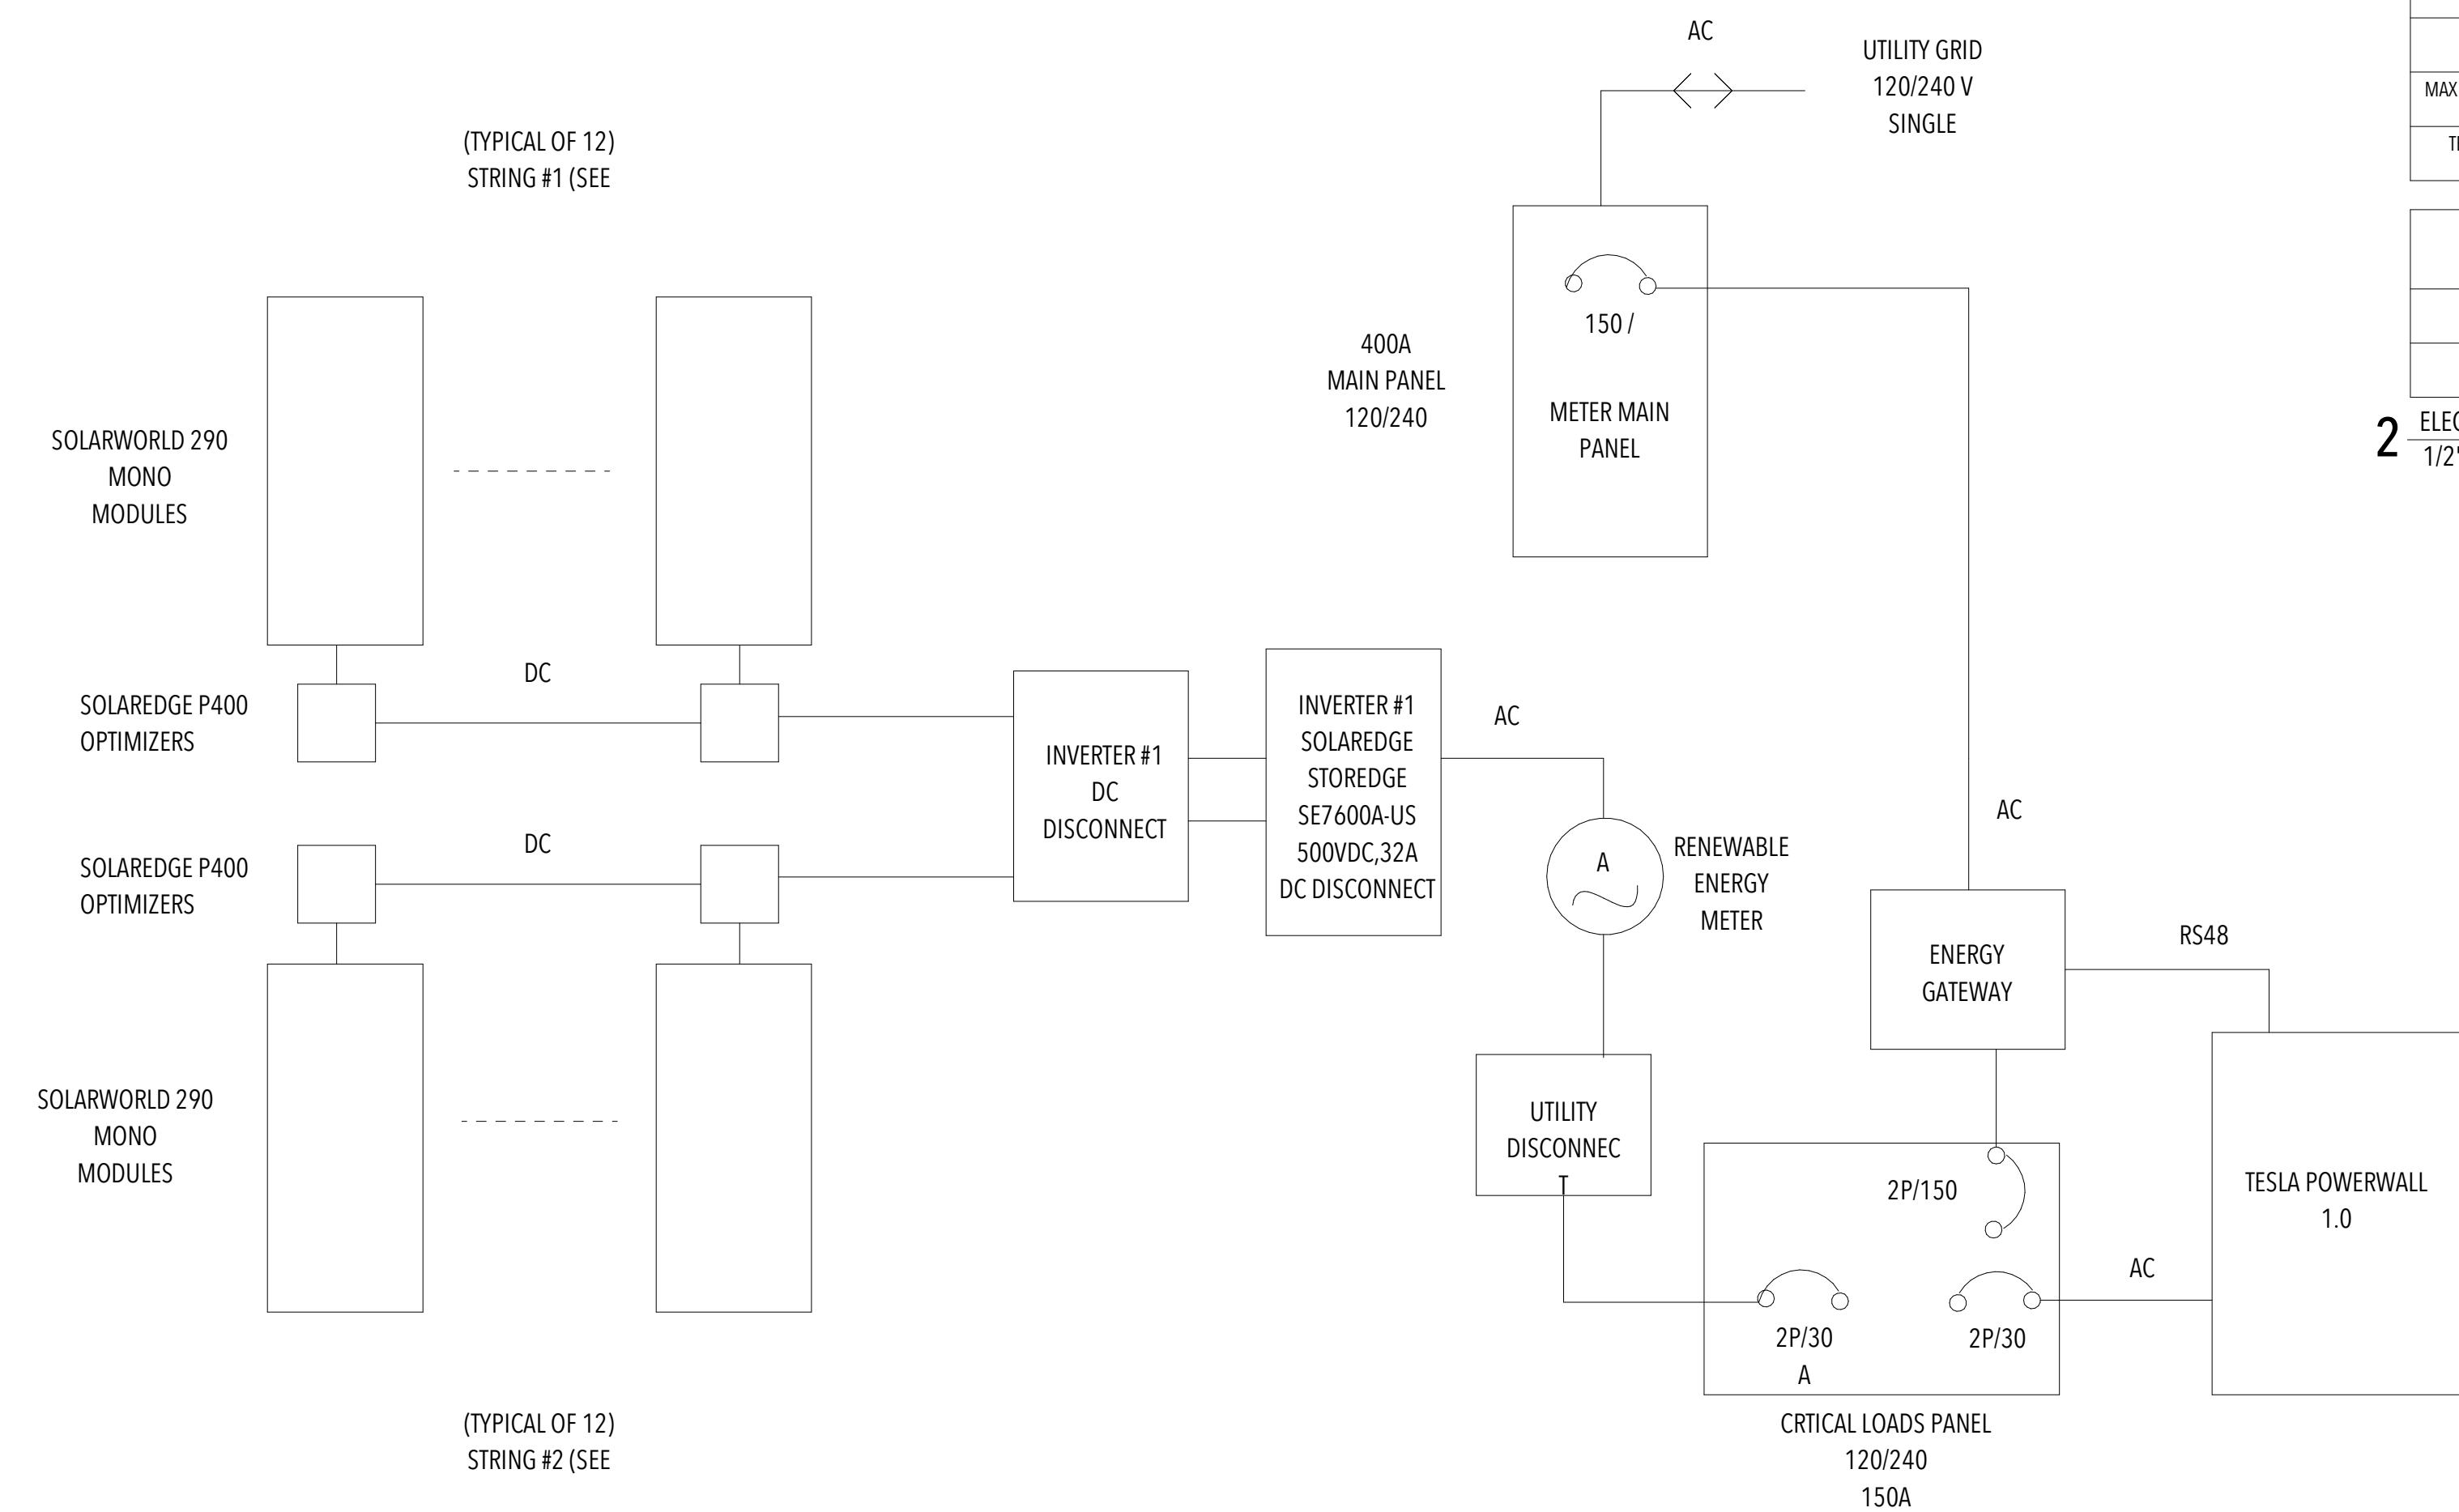 AC
UTILITY GRID
120/240 V
SINGLE
(TYPICAL OF 12)
STRING #1 (SEE
MAX
150 /
400A
MAIN PANEL
120/240
METER MAIN
PANEL
2
1/2"
SOLARWORLD 290
MONO
MODULES
DC
SOLAREDGE P400
OPTIMIZERS
INVERTER #1
DC
DISCONNECT
INVERTER #1
SOLAREDGE
STOREDGE
SE7600A-US
500VDC,32A
DC DISCONNECT
AC
A
RENEWABLE
ENERGY
METER
AC
DC
SOLAREDGE P400
OPTIMIZERS
ENERGY
GATEWAY
RS48
SOLARWORLD 290
MONO
MODULES
UTILITY
DISCONNEC
T
2P/150
TESLA POWERWALL
1.0
AC
2P/30
A
2P/30
(TYPICAL OF 12)
STRING #2 (SEE
CRTICAL LOADS PANEL
120/240
150A